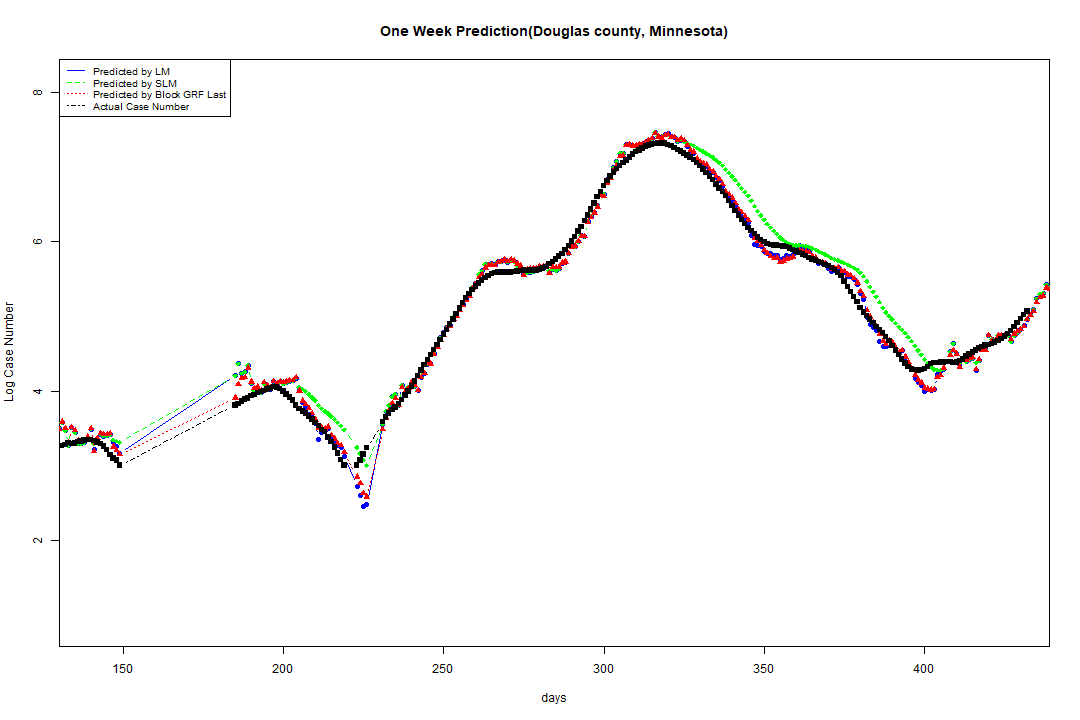 One Week Prediction(Douglas county, Minnesota)
Predicted by LM
Predicted by SLM
Predicted by Block GRF Last
Actual Case Number
8
6
4
2
Log Case Number
150 200 250 300 350 400
days